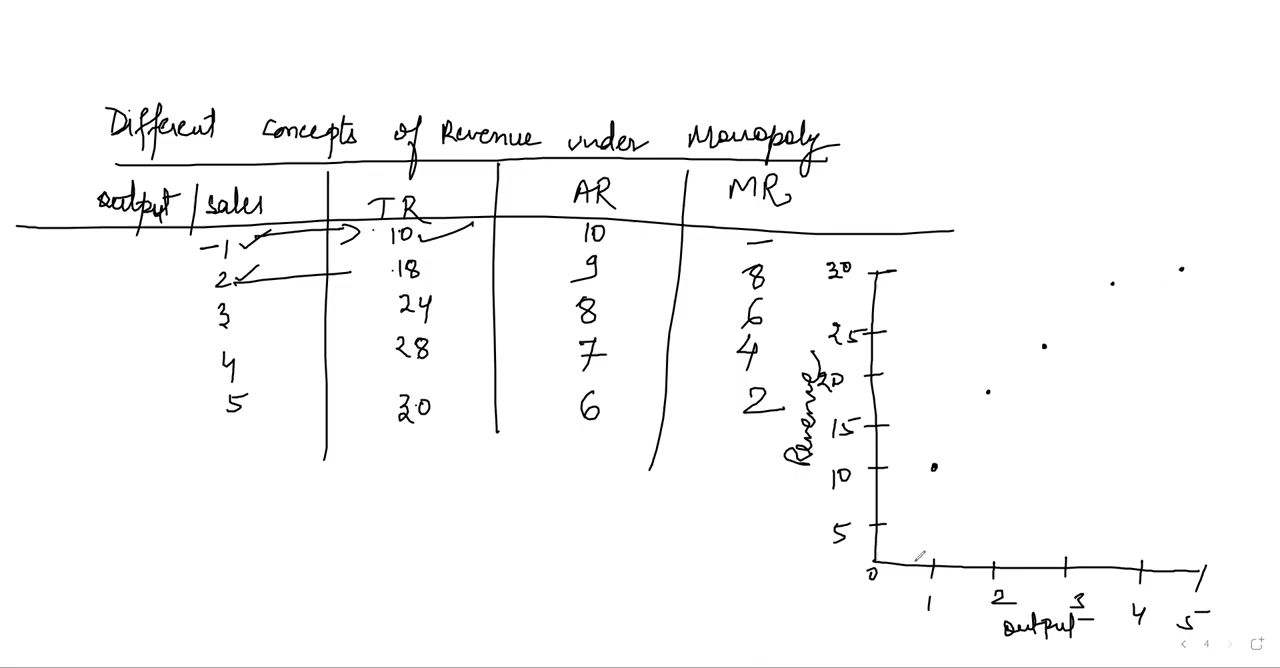 Different concepts of Revenue under Monopoly
output / sales TR AR MR
-1 10 10 -
2 18 9 8
3 24 8 6
4 28 7 4
5 30 6 2
Revenue
30
25
20
15
10
5
0
1 2 3 4 5
output
4